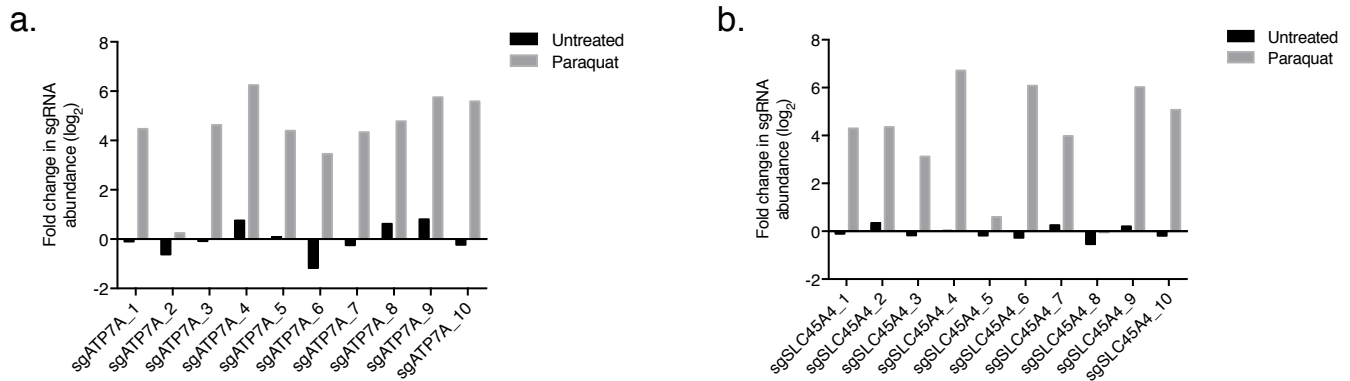 a.
Untreated
Paraquat
Fold change in sgRNA
abundance (log2)
8
6
4
2
0
-2
sgATP7A_1
sgATP7A_2
sgATP7A_3
sgATP7A_4
sgATP7A_5
sgATP7A_6
sgATP7A_7
sgATP7A_8
sgATP7A_9
sgATP7A_10
b.
Untreated
Paraquat
Fold change in sgRNA
abundance (log2)
8
6
4
2
0
-2
sgSLC45A4_1
sgSLC45A4_2
sgSLC45A4_3
sgSLC45A4_4
sgSLC45A4_5
sgSLC45A4_6
sgSLC45A4_7
sgSLC45A4_8
sgSLC45A4_9
sgSLC45A4_10